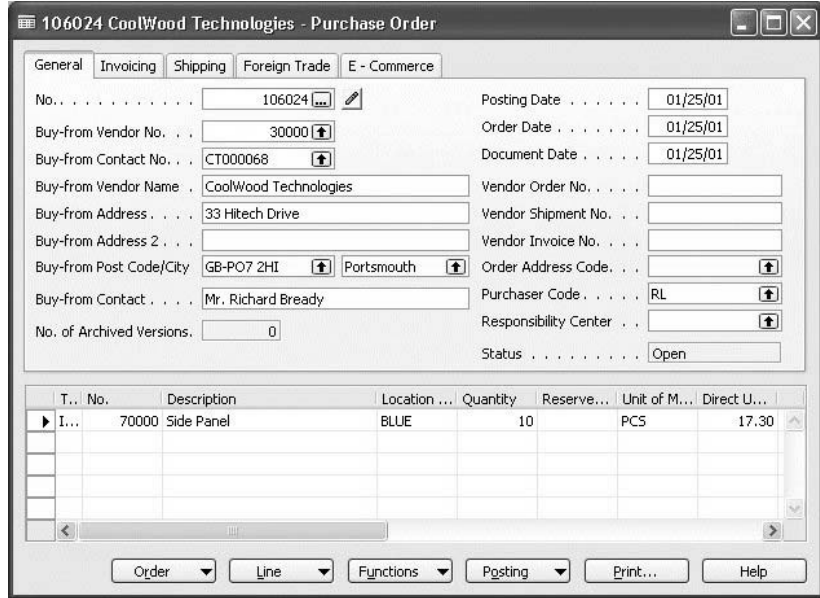 106024 CoolWood Technologies - Purchase Order
General Invoicing Shipping Foreign Trade E - Commerce
No. . . . . . . . . . . . 106024 ...
Buy-from Vendor No. . . 30000
Buy-from Contact No. . . CT000068
Buy-from Vendor Name . CoolWood Technologies
Buy-from Address . . . . 33 Hitech Drive
Buy-from Address 2 . . .
Buy-from Post Code/City GB-PO7 2HI Portsmouth
Buy-from Contact . . . . Mr. Richard Bready
No. of Archived Versions. 0
Posting Date . . . . . . 01/25/01
Order Date . . . . . . . 01/25/01
Document Date . . . . . 01/25/01
Vendor Order No. . . . .
Vendor Shipment No. . .
Vendor Invoice No. . . .
Order Address Code. . .
Purchaser Code . . . . . RL
Responsibility Center . .
Status . . . . . . . . . Open
T.. No. Description Location ... Quantity Reserve... Unit of M... Direct U...
I... 70000 Side Panel BLUE 10 PCS 17.30
Order Line Functions Posting Print... Help